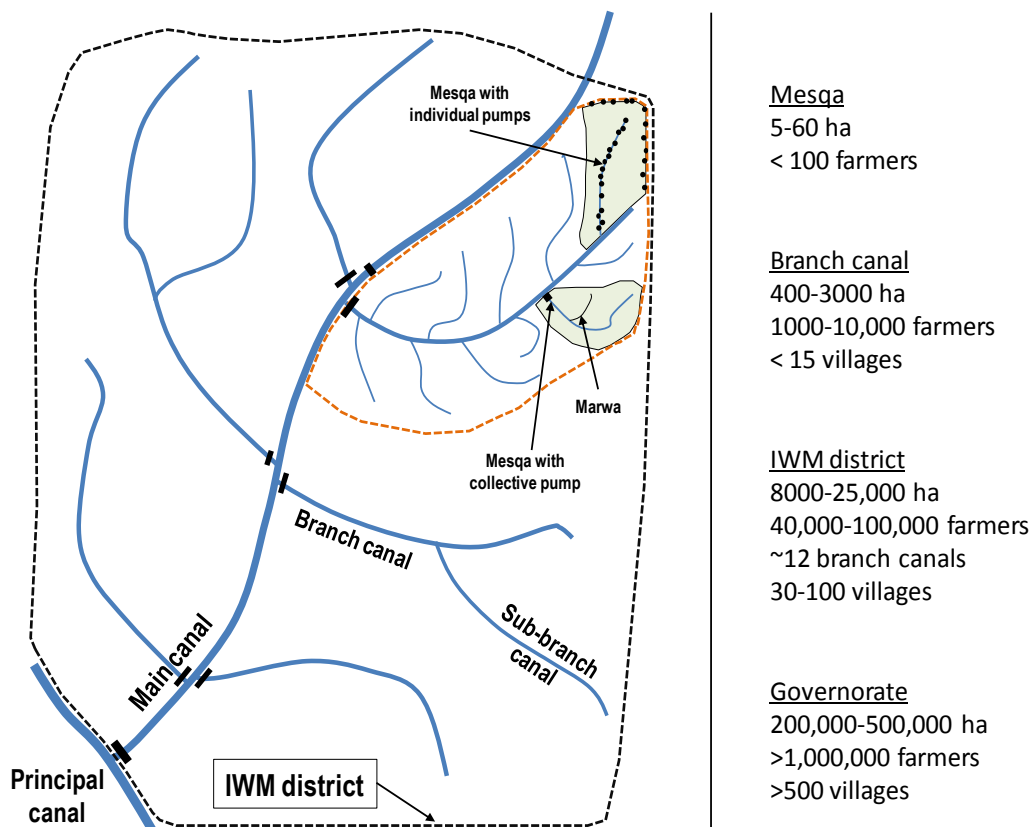 Mesqa with
individual pumps
Marwa
Mesqa with
collective pump
Branch canal
Sub-branch
canal
Main canal
Principal
canal
IWM district
Mesqa
5-60 ha
< 100 farmers
Branch canal
400-3000 ha
1000-10,000 farmers
< 15 villages
IWM district
8000-25,000 ha
40,000-100,000 farmers
~12 branch canals
30-100 villages
Governorate
200,000-500,000 ha
>1,000,000 farmers
>500 villages